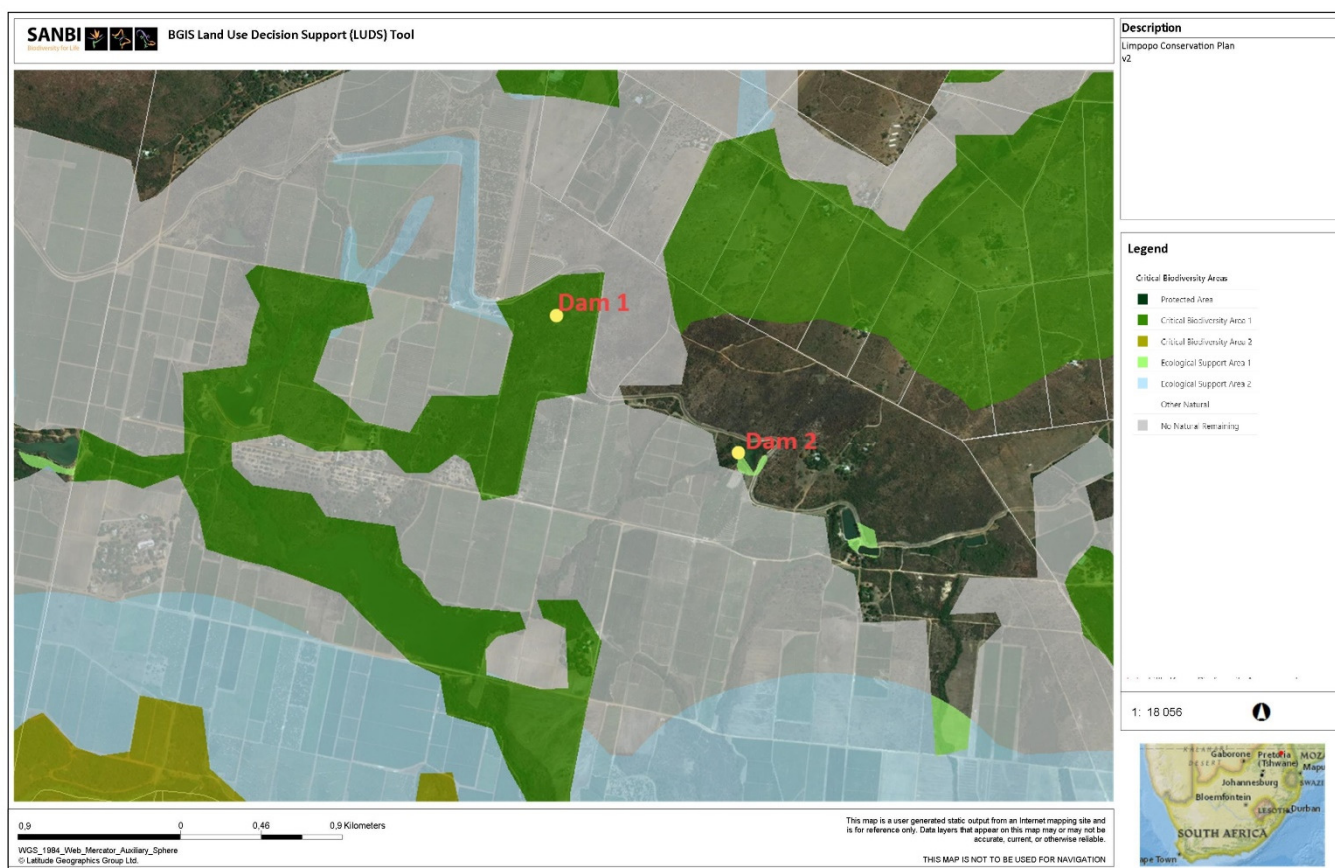 SANBI
Biodiversity for Life
BGIS Land Use Decision Support (LUDS) Tool
Dam 1
Dam 2
Description
Limpopo Conservation Plan
v2
Legend
Critical Biodiversity Areas
Protected Area
Critical Biodiversity Area 1
Critical Biodiversity Area 2
Ecological Support Area 1
Ecological Support Area 2
Other Natural
No Natural Remaining
1: 18 056
Gaborone
Pretoria
(Tshwane)
MOZ
Mapu
Johannesburg
SWAZI
Bloemfontein
LESOTHO
Durban
SOUTH AFRICA
ape Town
0,9
0
0,46
0,9 Kilometers
WGS_1984_Web_Mercator_Auxiliary_Sphere
© Latitude Geographics Group Ltd.
This map is a user generated static output from an Internet mapping site and
is for reference only. Data layers that appear on this map may or may not be
accurate, current, or otherwise reliable.
THIS MAP IS NOT TO BE USED FOR NAVIGATION